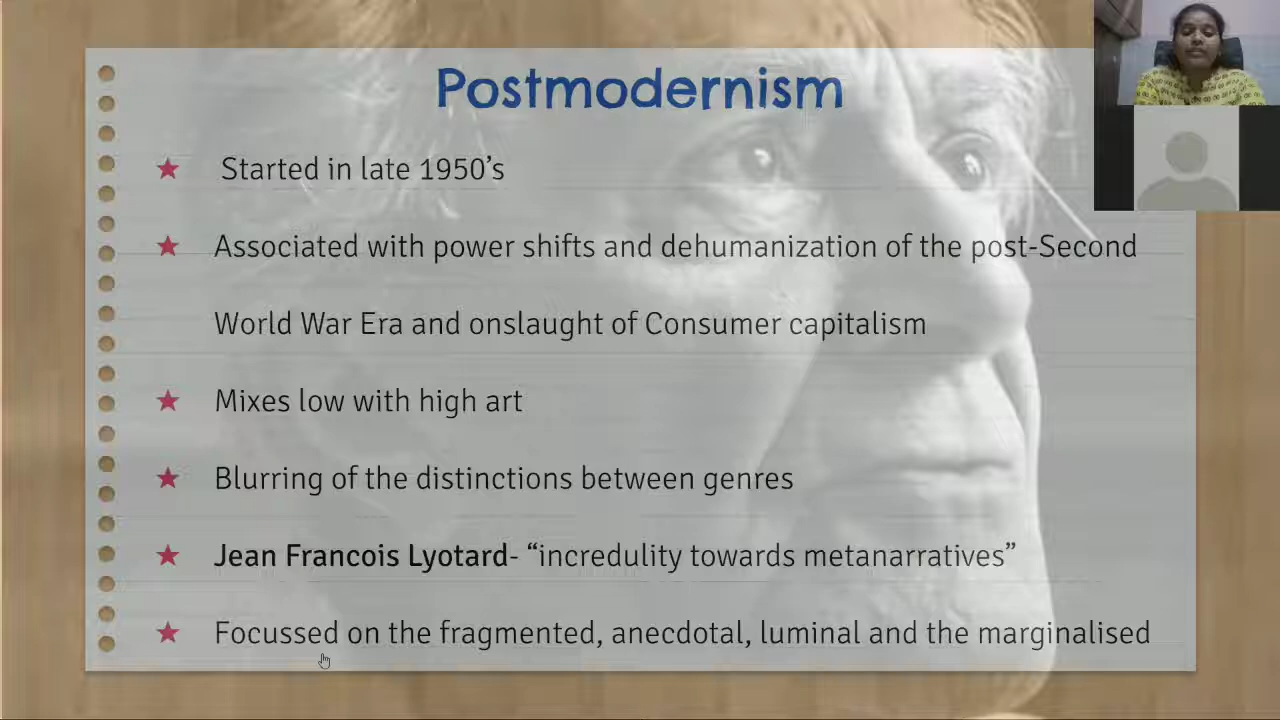 Postmodernism
★ Started in late 1950's
★ Associated with power shifts and dehumanization of the post-Second
World War Era and onslaught of Consumer capitalism
★ Mixes low with high art
★ Blurring of the distinctions between genres
★ Jean Francois Lyotard- “incredulity towards metanarratives”
★ Focussed on the fragmented, anecdotal, luminal and the marginalised